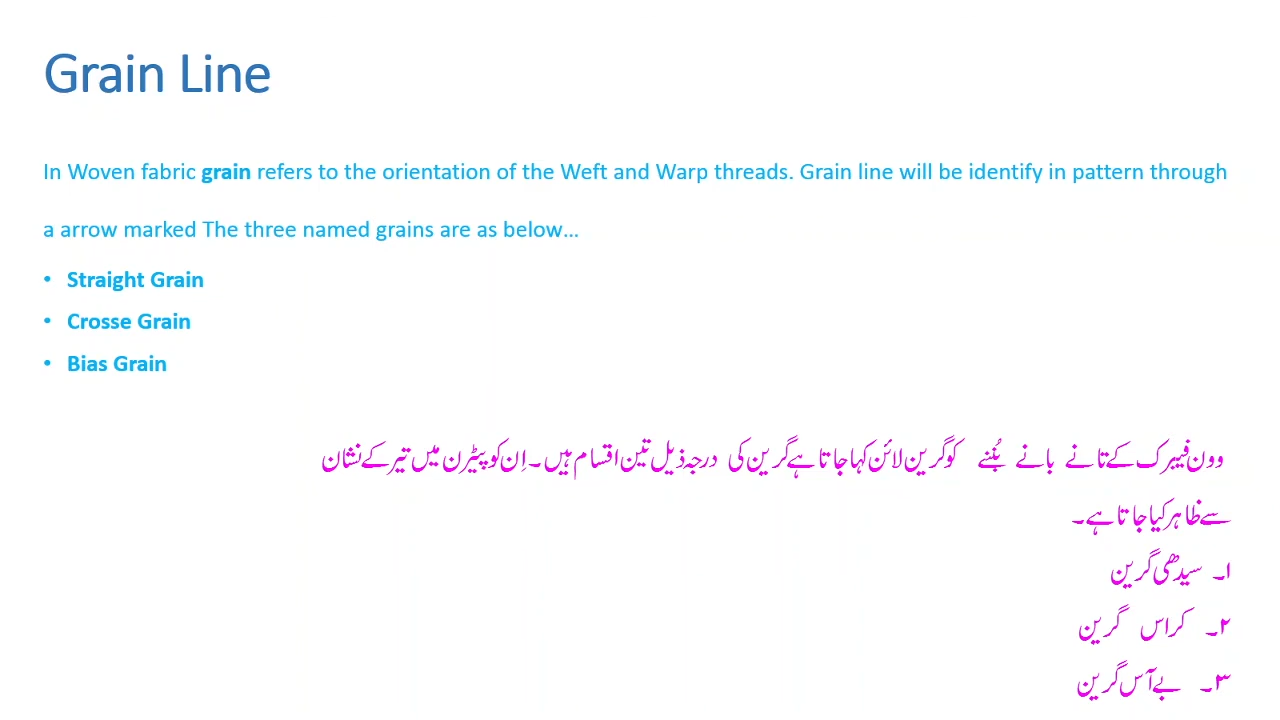 Grain Line
In Woven fabric grain refers to the orientation of the Weft and Warp threads. Grain line will be identify in pattern through
a arrow marked The three named grains are as below...
• Straight Grain
• Crosse Grain
• Bias Grain
وون فیبرک کے تانے بانے بُننے کو گرین لائن کہا جاتا ہے گرین کی درجہ ذیل تین اقسام ہیں۔ اِن کو پیٹرن میں تیر کے نشان
سے ظاہر کیا جاتا ہے۔
۱۔ سیدھی گرین
۲۔ کراس گرین
۳۔ بے آس گرین